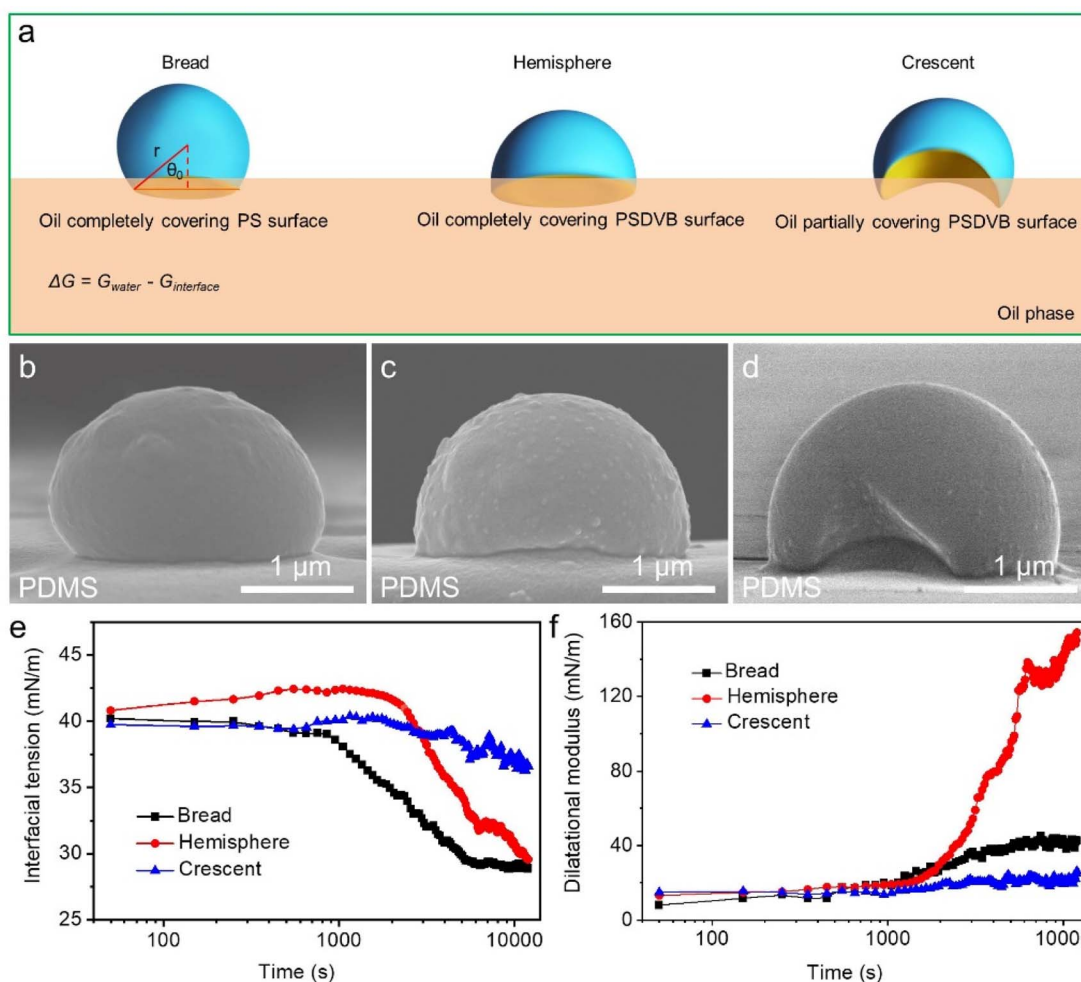 a
Bread
Hemisphere
Crescent
r
θ0
Oil completely covering PS surface
Oil completely covering PSDVB surface
Oil partially covering PSDVB surface
ΔG = Gwater - Ginterface
Oil phase
b
c
d
PDMS
1 μm
PDMS
1 μm
PDMS
1 μm
e
Interfacial tension (mN/m)
45
40
35
30
25
Bread
Hemisphere
Crescent
100
1000
10000
Time (s)
f
Dilatational modulus (mN/m)
160
120
80
40
0
Bread
Hemisphere
Crescent
100
1000
1000
Time (s)